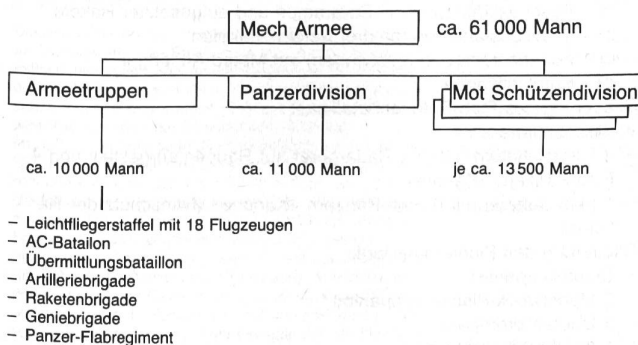 Mech Armee ca. 61 000 Mann
Armeetruppen Panzerdivision Mot Schützendivision
ca. 10 000 Mann ca. 11 000 Mann je ca. 13 500 Mann
– Leichtfliegerstaffel mit 18 Flugzeugen
– AC-Batailon
– Übermittlungsbataillon
– Artilleriebrigade
– Raketenbrigade
– Geniebrigade
– Panzer-Flabregiment